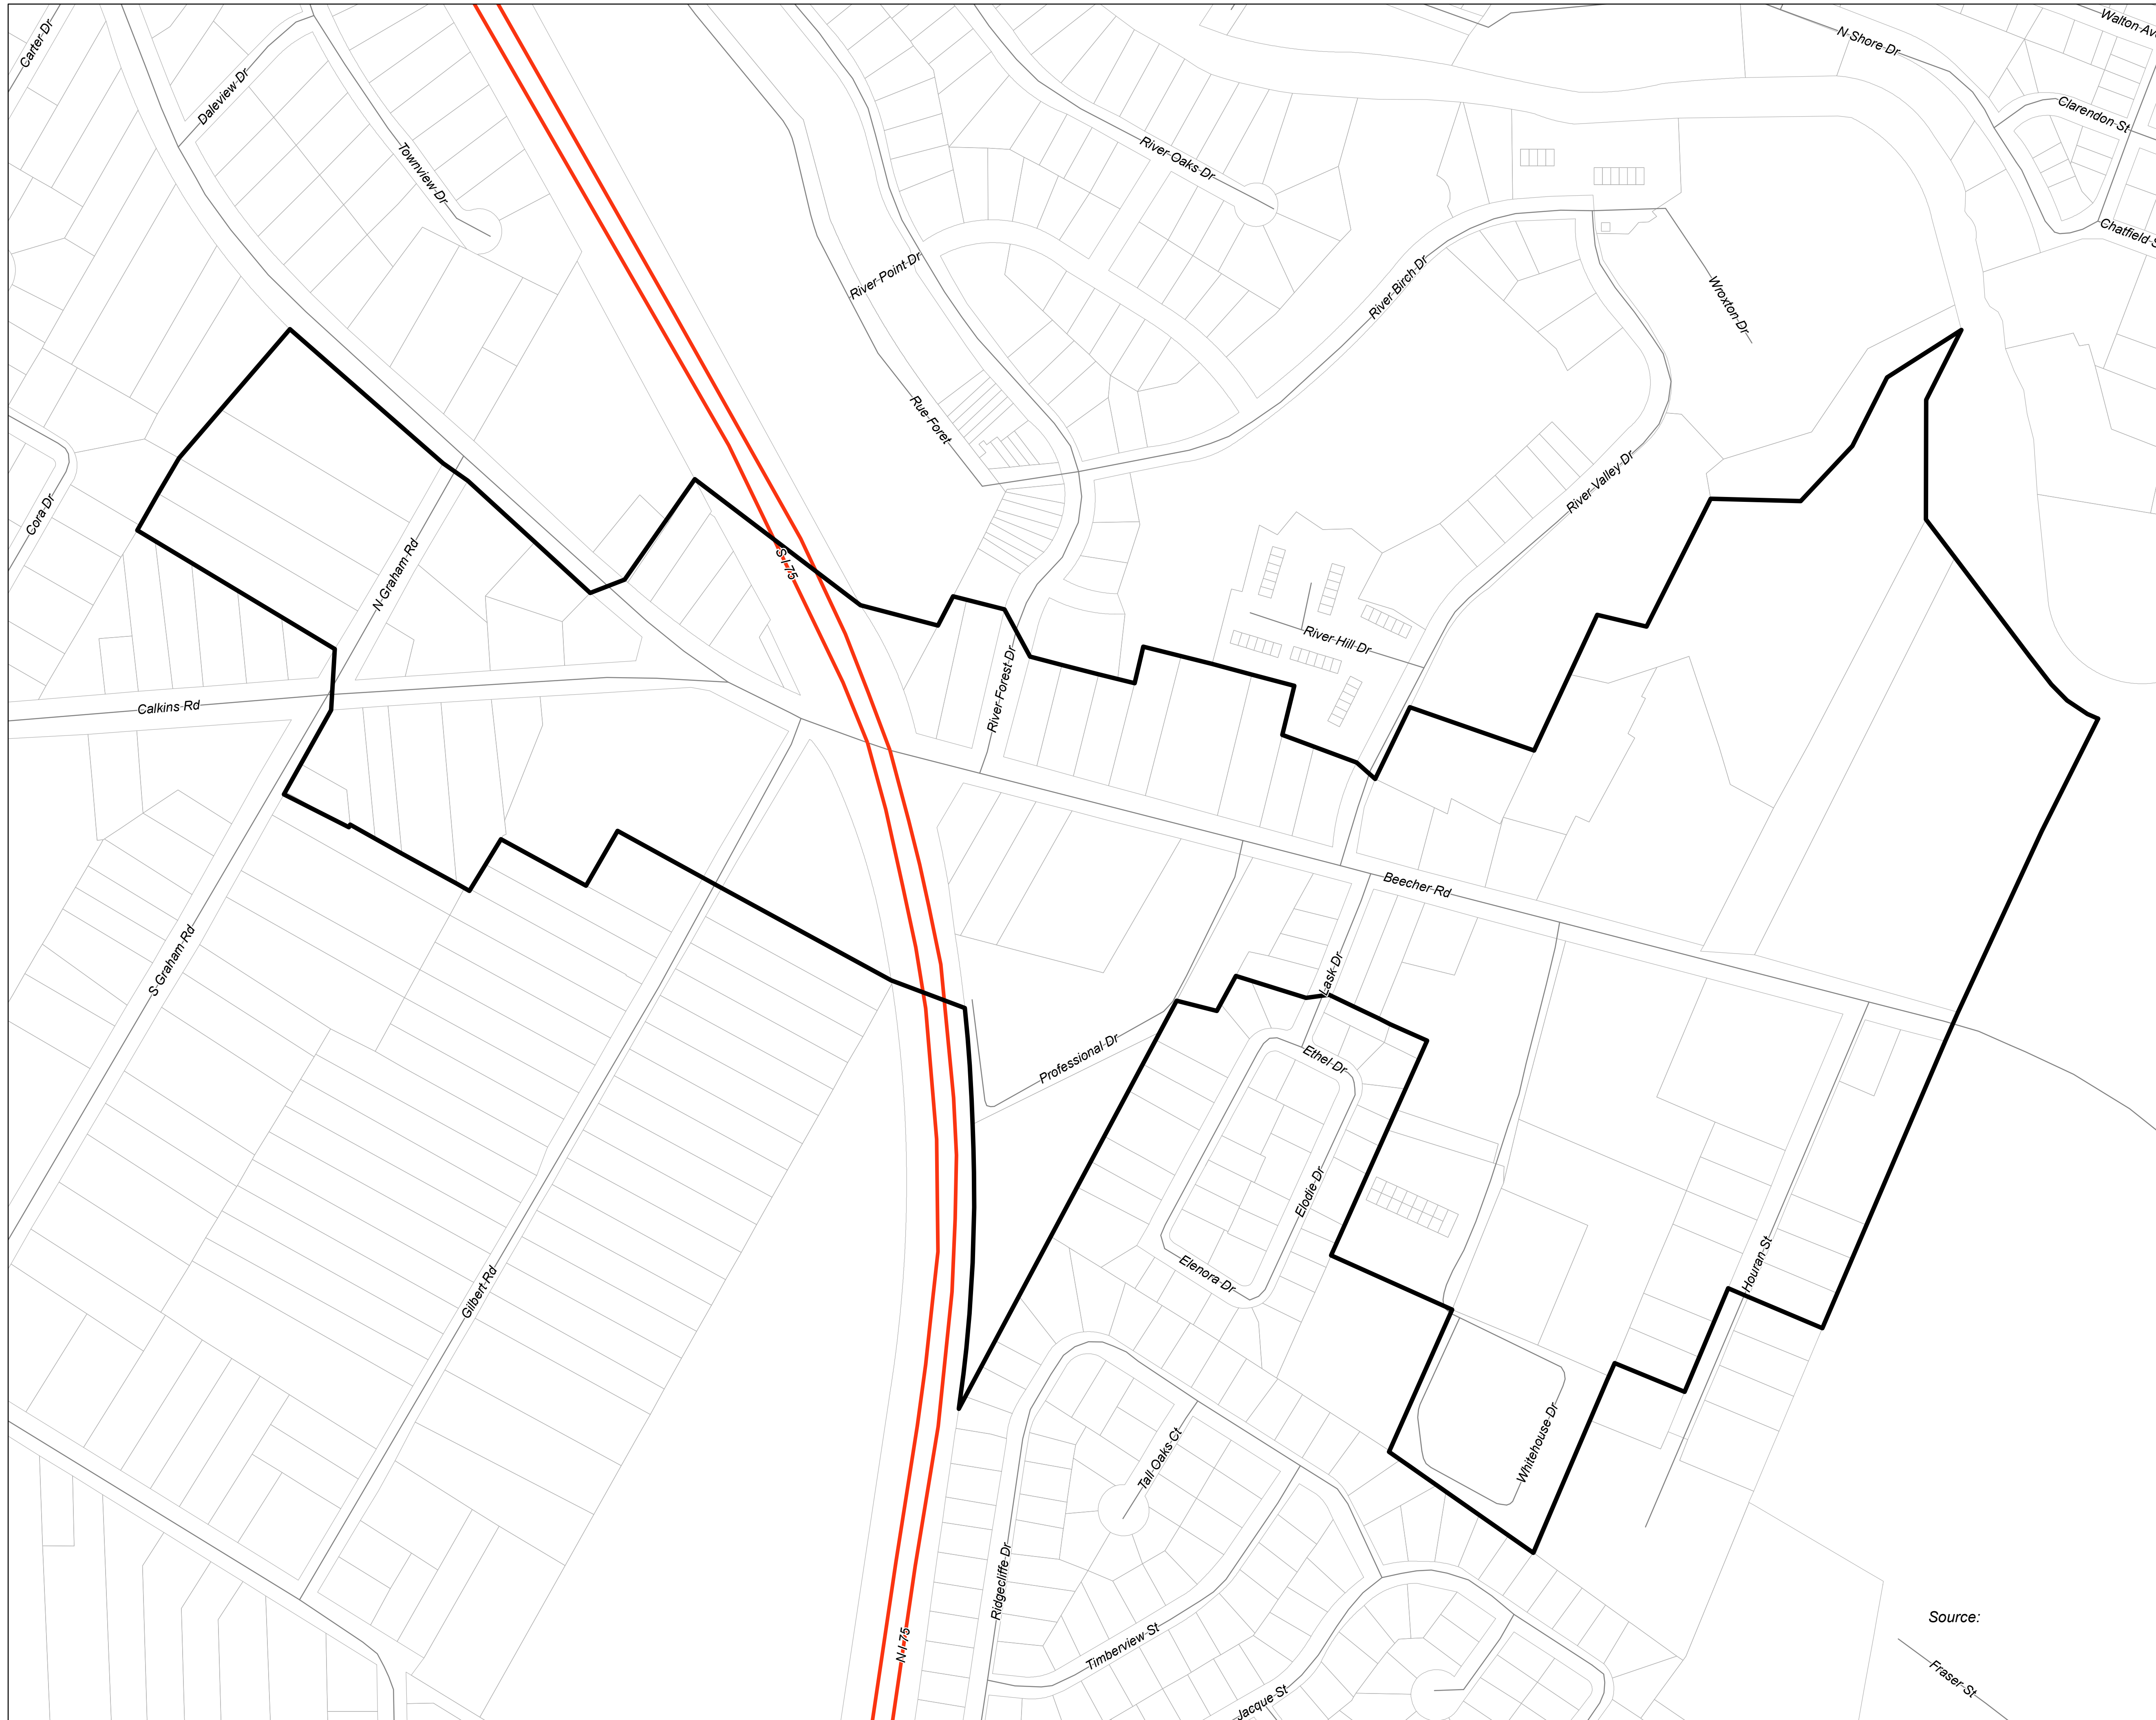 Carter Dr
Daleview Dr
Townview Dr
River Oaks Dr
N Shore Dr
Clarendon St
River Point Dr
River Birch Dr
Wroxton Dr
Rue Foret
Cora Dr
River Valley Dr
N Graham Rd
S I 75
River Hill Dr
River Forest Dr
Calkins Rd
Beecher Rd
S Graham Rd
Lask Dr
Professional Dr
Ethel Dr
Elodie Dr
Elenora Dr
Houran St
Gilbert Rd
Tall Oaks Ct
Whitehouse Dr
Ridgecliffe Dr
N I 75
Timberview St
Jacque St
Source:
Fraser St
Walton Av
Chatfield S